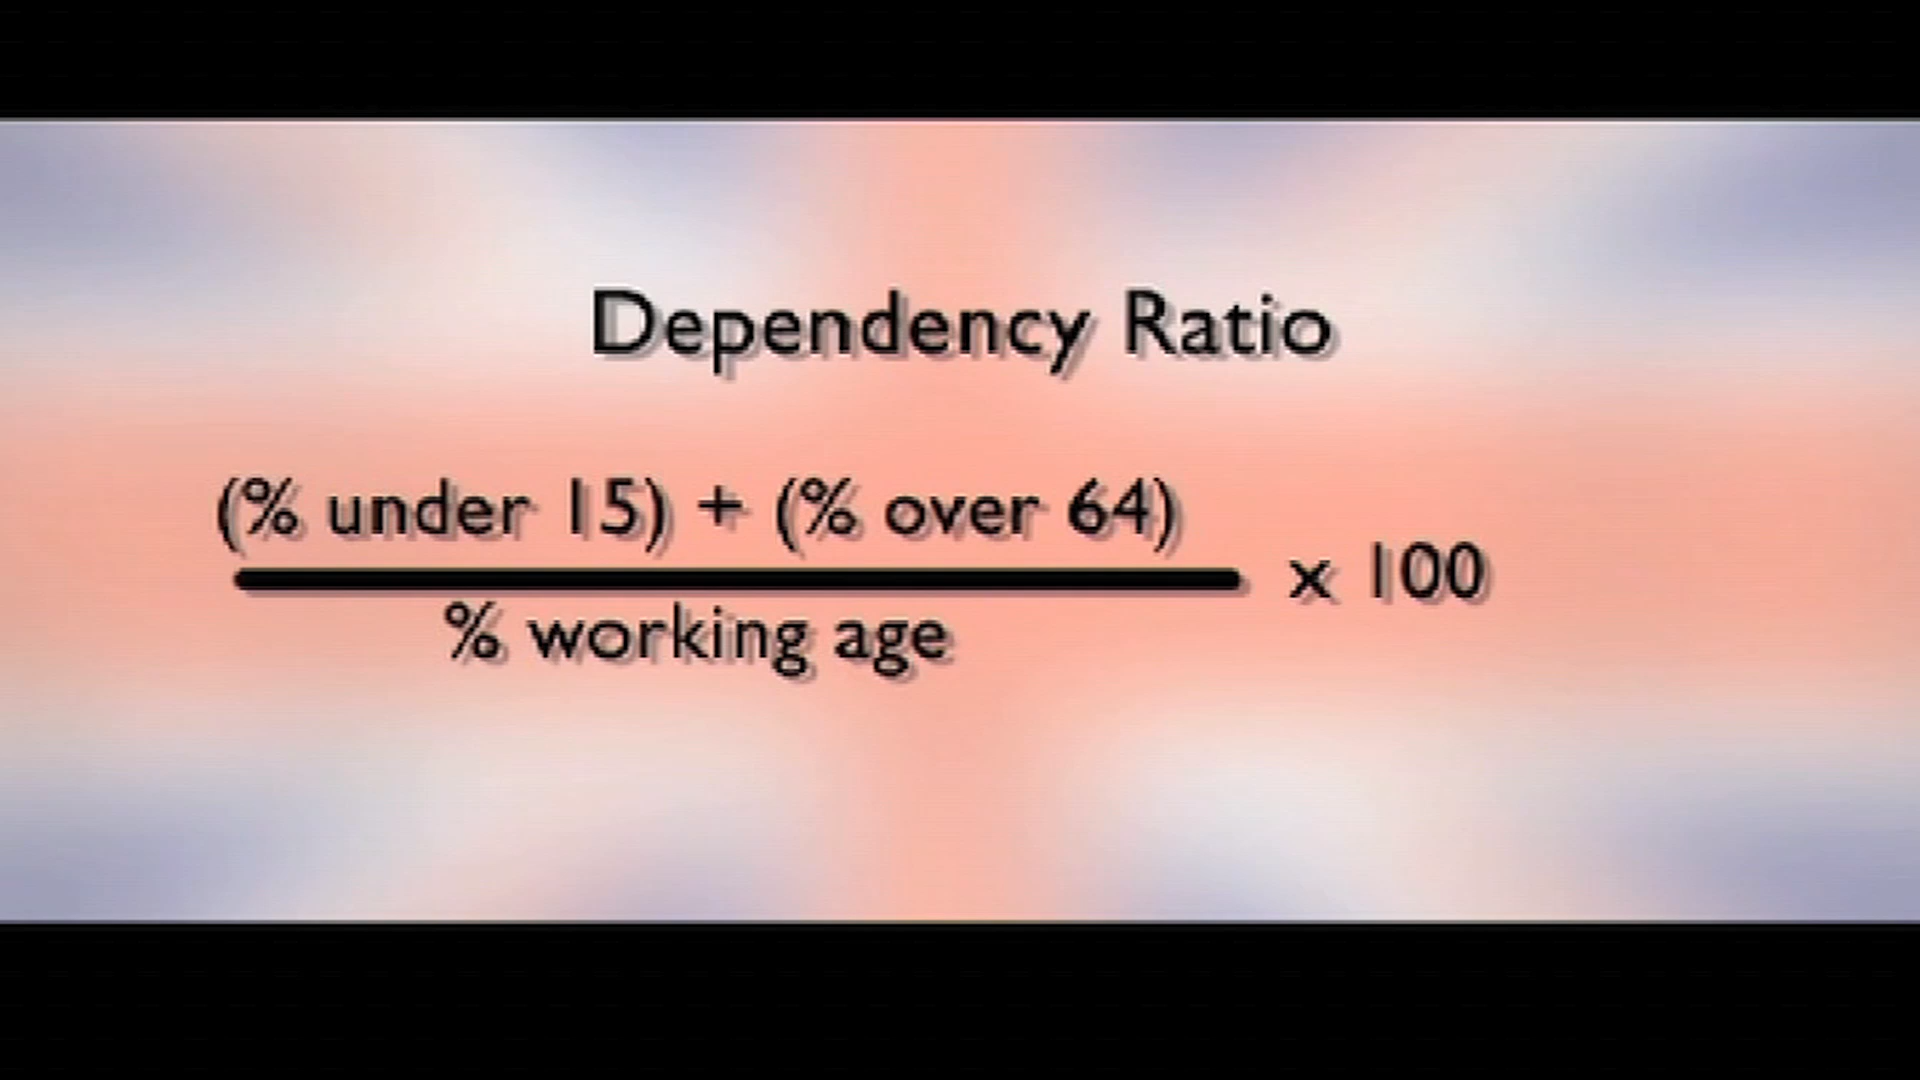 Dependency Ratio
(% under 15) + (% over 64)
x 100
% working age